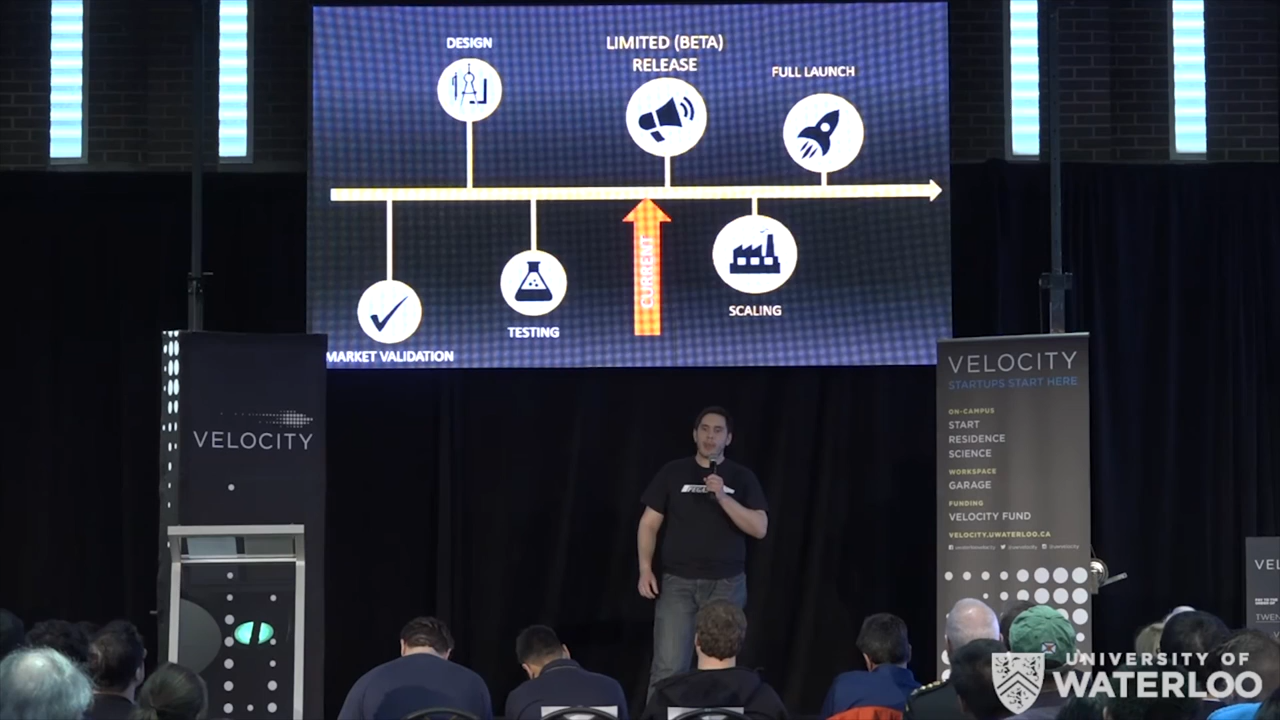 DESIGN
LIMITED (BETA)
RELEASE
FULL LAUNCH
CURRENT
MARKET VALIDATION
TESTING
SCALING
VELOCITY
VELOCITY
STARTUPS START HERE
ON-CAMPUS
START
RESIDENCE
SCIENCE
WORKSPACE
GARAGE
FUNDING
VELOCITY FUND
VELOCITY.UWATERLOO.CA
UNIVERSITY OF
WATERLOO